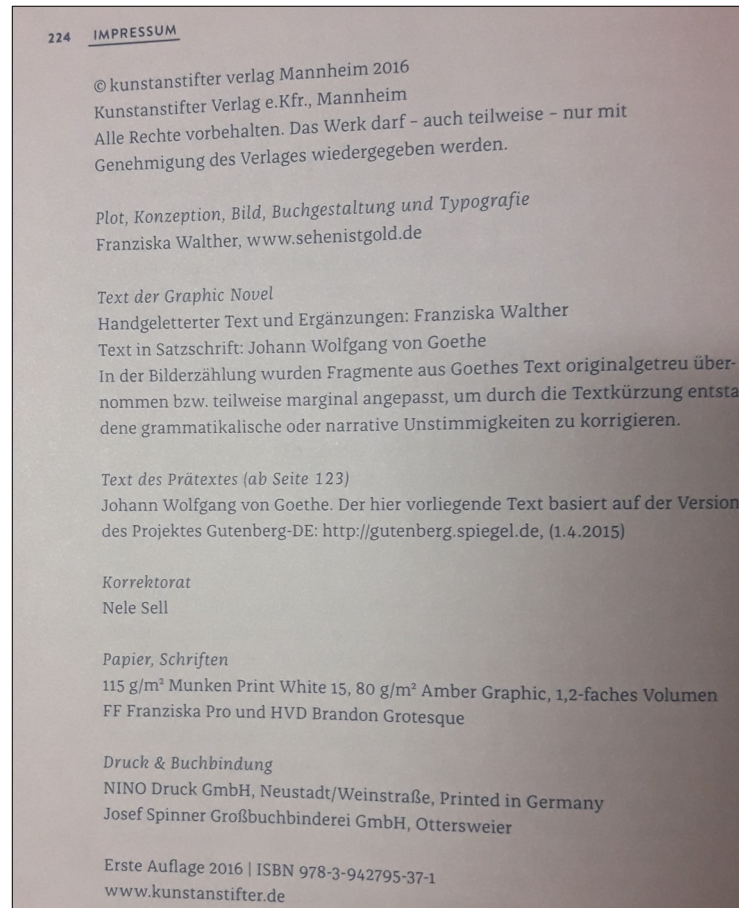 224 IMPRESSUM
© kunstanstifter verlag Mannheim 2016
Kunstanstifter Verlag e.Kfr., Mannheim
Alle Rechte vorbehalten. Das Werk darf – auch teilweise – nur mit
Genehmigung des Verlages wiedergegeben werden.
Plot, Konzeption, Bild, Buchgestaltung und Typografie
Franziska Walther, www.sehenistgold.de
Text der Graphic Novel
Handgeletterter Text und Ergänzungen: Franziska Walther
Text in Satzschrift: Johann Wolfgang von Goethe
In der Bilderzählung wurden Fragmente aus Goethes Text originalgetreu über-
nommen bzw. teilweise marginal angepasst, um durch die Textkürzung entsta
dene grammatikalische oder narrative Unstimmigkeiten zu korrigieren.
Text des Prätextes (ab Seite 123)
Johann Wolfgang von Goethe. Der hier vorliegende Text basiert auf der Version
des Projektes Gutenberg-DE: http://gutenberg.spiegel.de, (1.4.2015)
Korrektorat
Nele Sell
Papier, Schriften
115 g/m² Munken Print White 15, 80 g/m² Amber Graphic, 1,2-faches Volumen
FF Franziska Pro und HVD Brandon Grotesque
Druck & Buchbindung
NINO Druck GmbH, Neustadt/Weinstraße, Printed in Germany
Josef Spinner Großbuchbinderei GmbH, Ottersweier
Erste Auflage 2016 | ISBN 978-3-942795-37-1
www.kunstanstifter.de